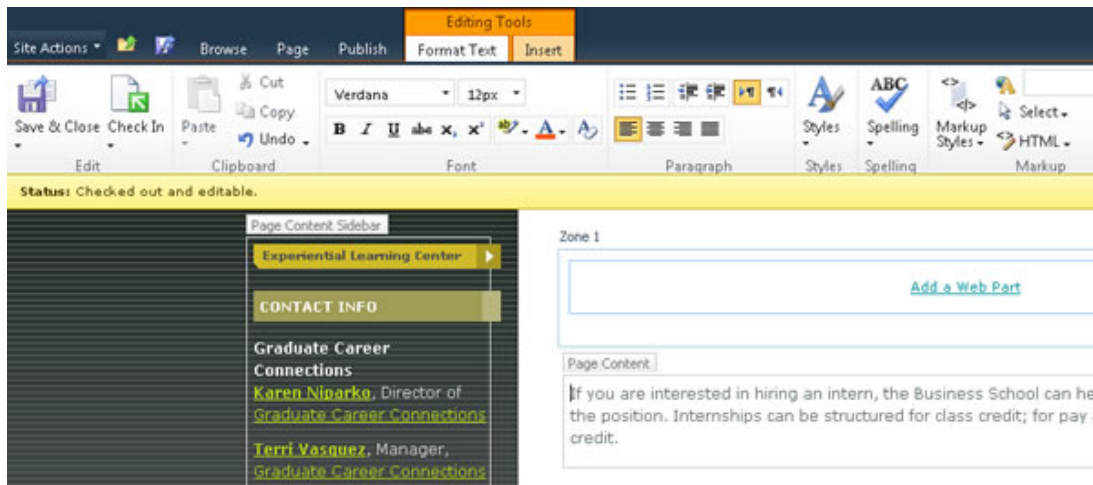 Editing Tools
Site Actions Browse Page Publish Format Text Insert
Cut
Verdana 12px ABC
Copy
Save & Close Check In Paste Styles Spelling Markup Styles Select
Undo B I U abc x, x² A HTML
Edit Clipboard Font Paragraph Styles Spelling Markup
Status: Checked out and editable.
Page Content Sidebar
Zone 1
Experiential Learning Center
Add a Web Part
CONTACT INFO
Graduate Career
Connections
Karen Niparko, Director of
Graduate Career Connections
Terri Vasquez, Manager,
Graduate Career Connections
Page Content
If you are interested in hiring an intern, the Business School can he
the position. Internships can be structured for class credit; for pay
credit.